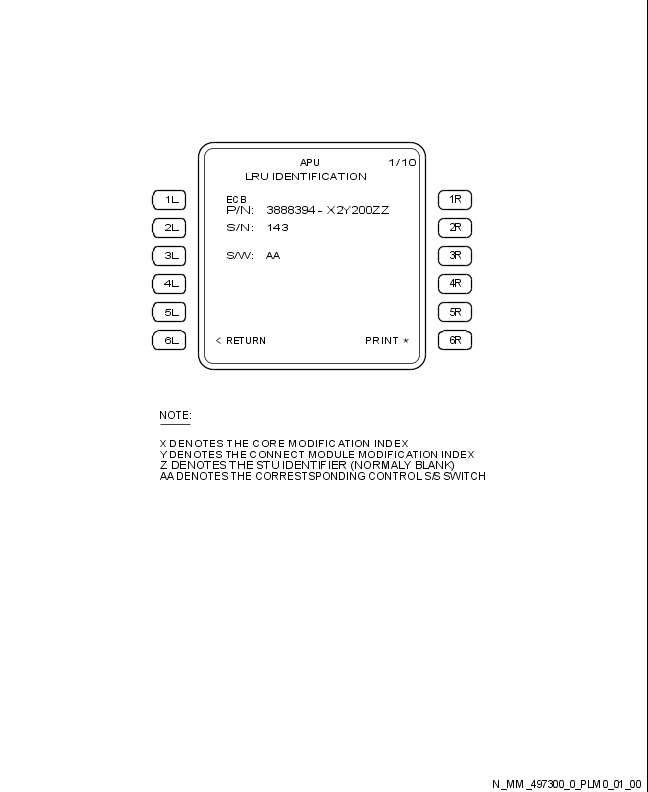 APU 1/10
LRU IDENTIFICATION
1L ECB 1R
P/N: 3888394- X2Y200ZZ
2L S/N: 143 2R
3L S/W: AA 3R
4L 4R
5L 5R
6L < RETURN PRINT * 6R
NOTE:
X DENOTES THE CORE MODIFICATION INDEX
Y DENOTES THE CONNECT MODULE MODIFICATION INDEX
Z DENOTES THE STU IDENTIFIER (NORMALY BLANK)
AA DENOTES THE CORRESTSPONDING CONTROL S/S SWITCH
N_MM_497300_0_PLM0_01_00